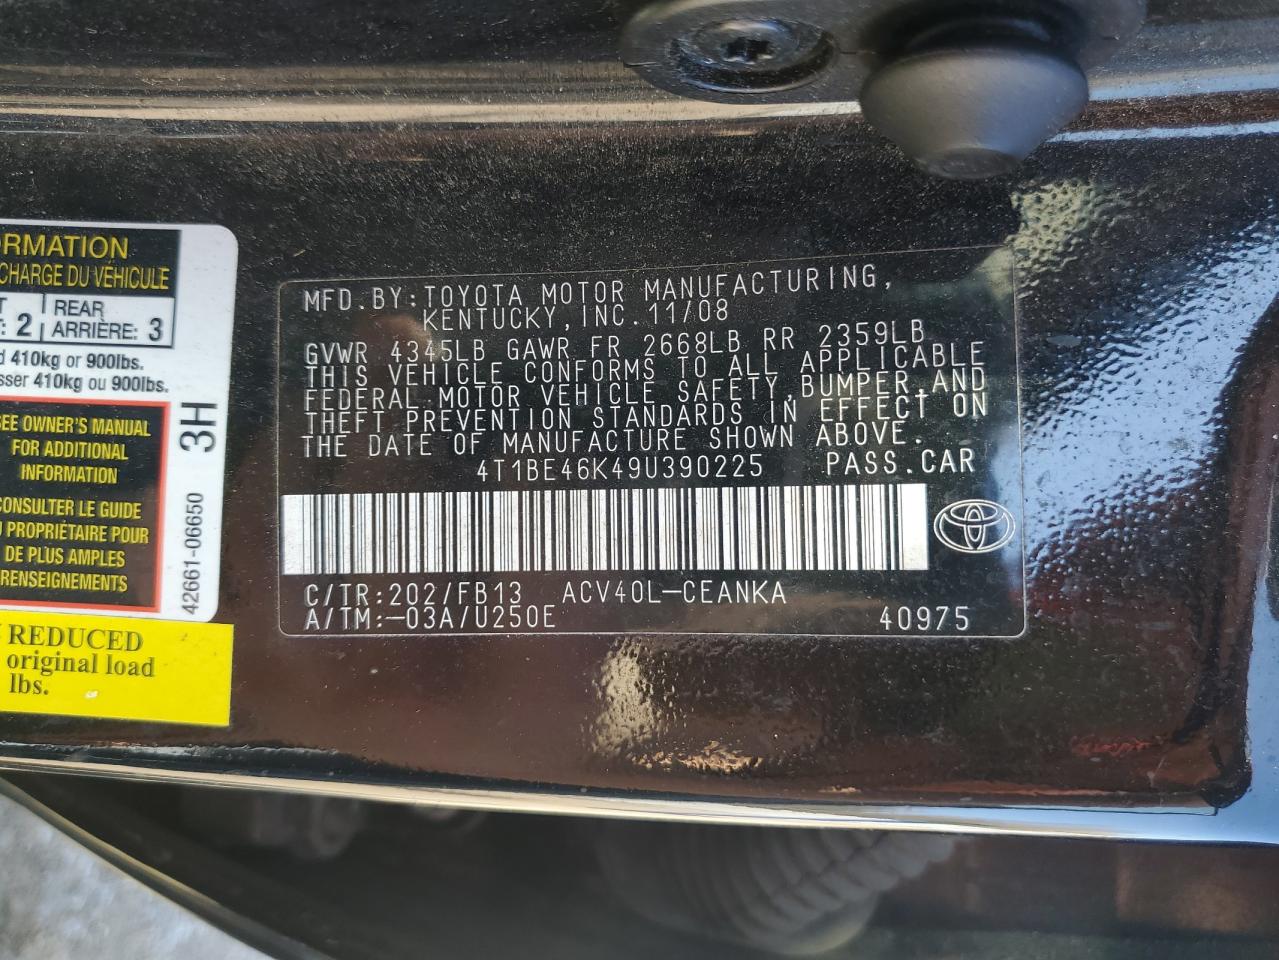 ORMATION
CHARGE DU VÉHICULE
2
REAR
ARRIÈRE: 3
410kg or 900lbs.
sser 410kg ou 900lbs.
SEE OWNER'S MANUAL
FOR ADDITIONAL
INFORMATION
CONSULTER LE GUIDE
PROPRIÉTAIRE POUR
DE PLUS AMPLES
RENSEIGNEMENTS
3H
42661-06650
REDUCED
original load
lbs.
MFD.BY:TOYOTA MOTOR MANUFACTURING,
KENTUCKY,INC.11/08
GVWR 4345LB GAWR FR 2668LB RR 2359LB
THIS VEHICLE CONFORMS TO ALL APPLICABLE
FEDERAL MOTOR VEHICLE SAFETY,BUMPER,AND
THEFT PREVENTION STANDARDS IN EFFECT ON
THE DATE OF MANUFACTURE SHOWN ABOVE.
4T1BE46K49U390225 PASS.CAR
C/TR:202/FB13 ACV40L-CEANKA
A/TM:-03A/U250E 40975